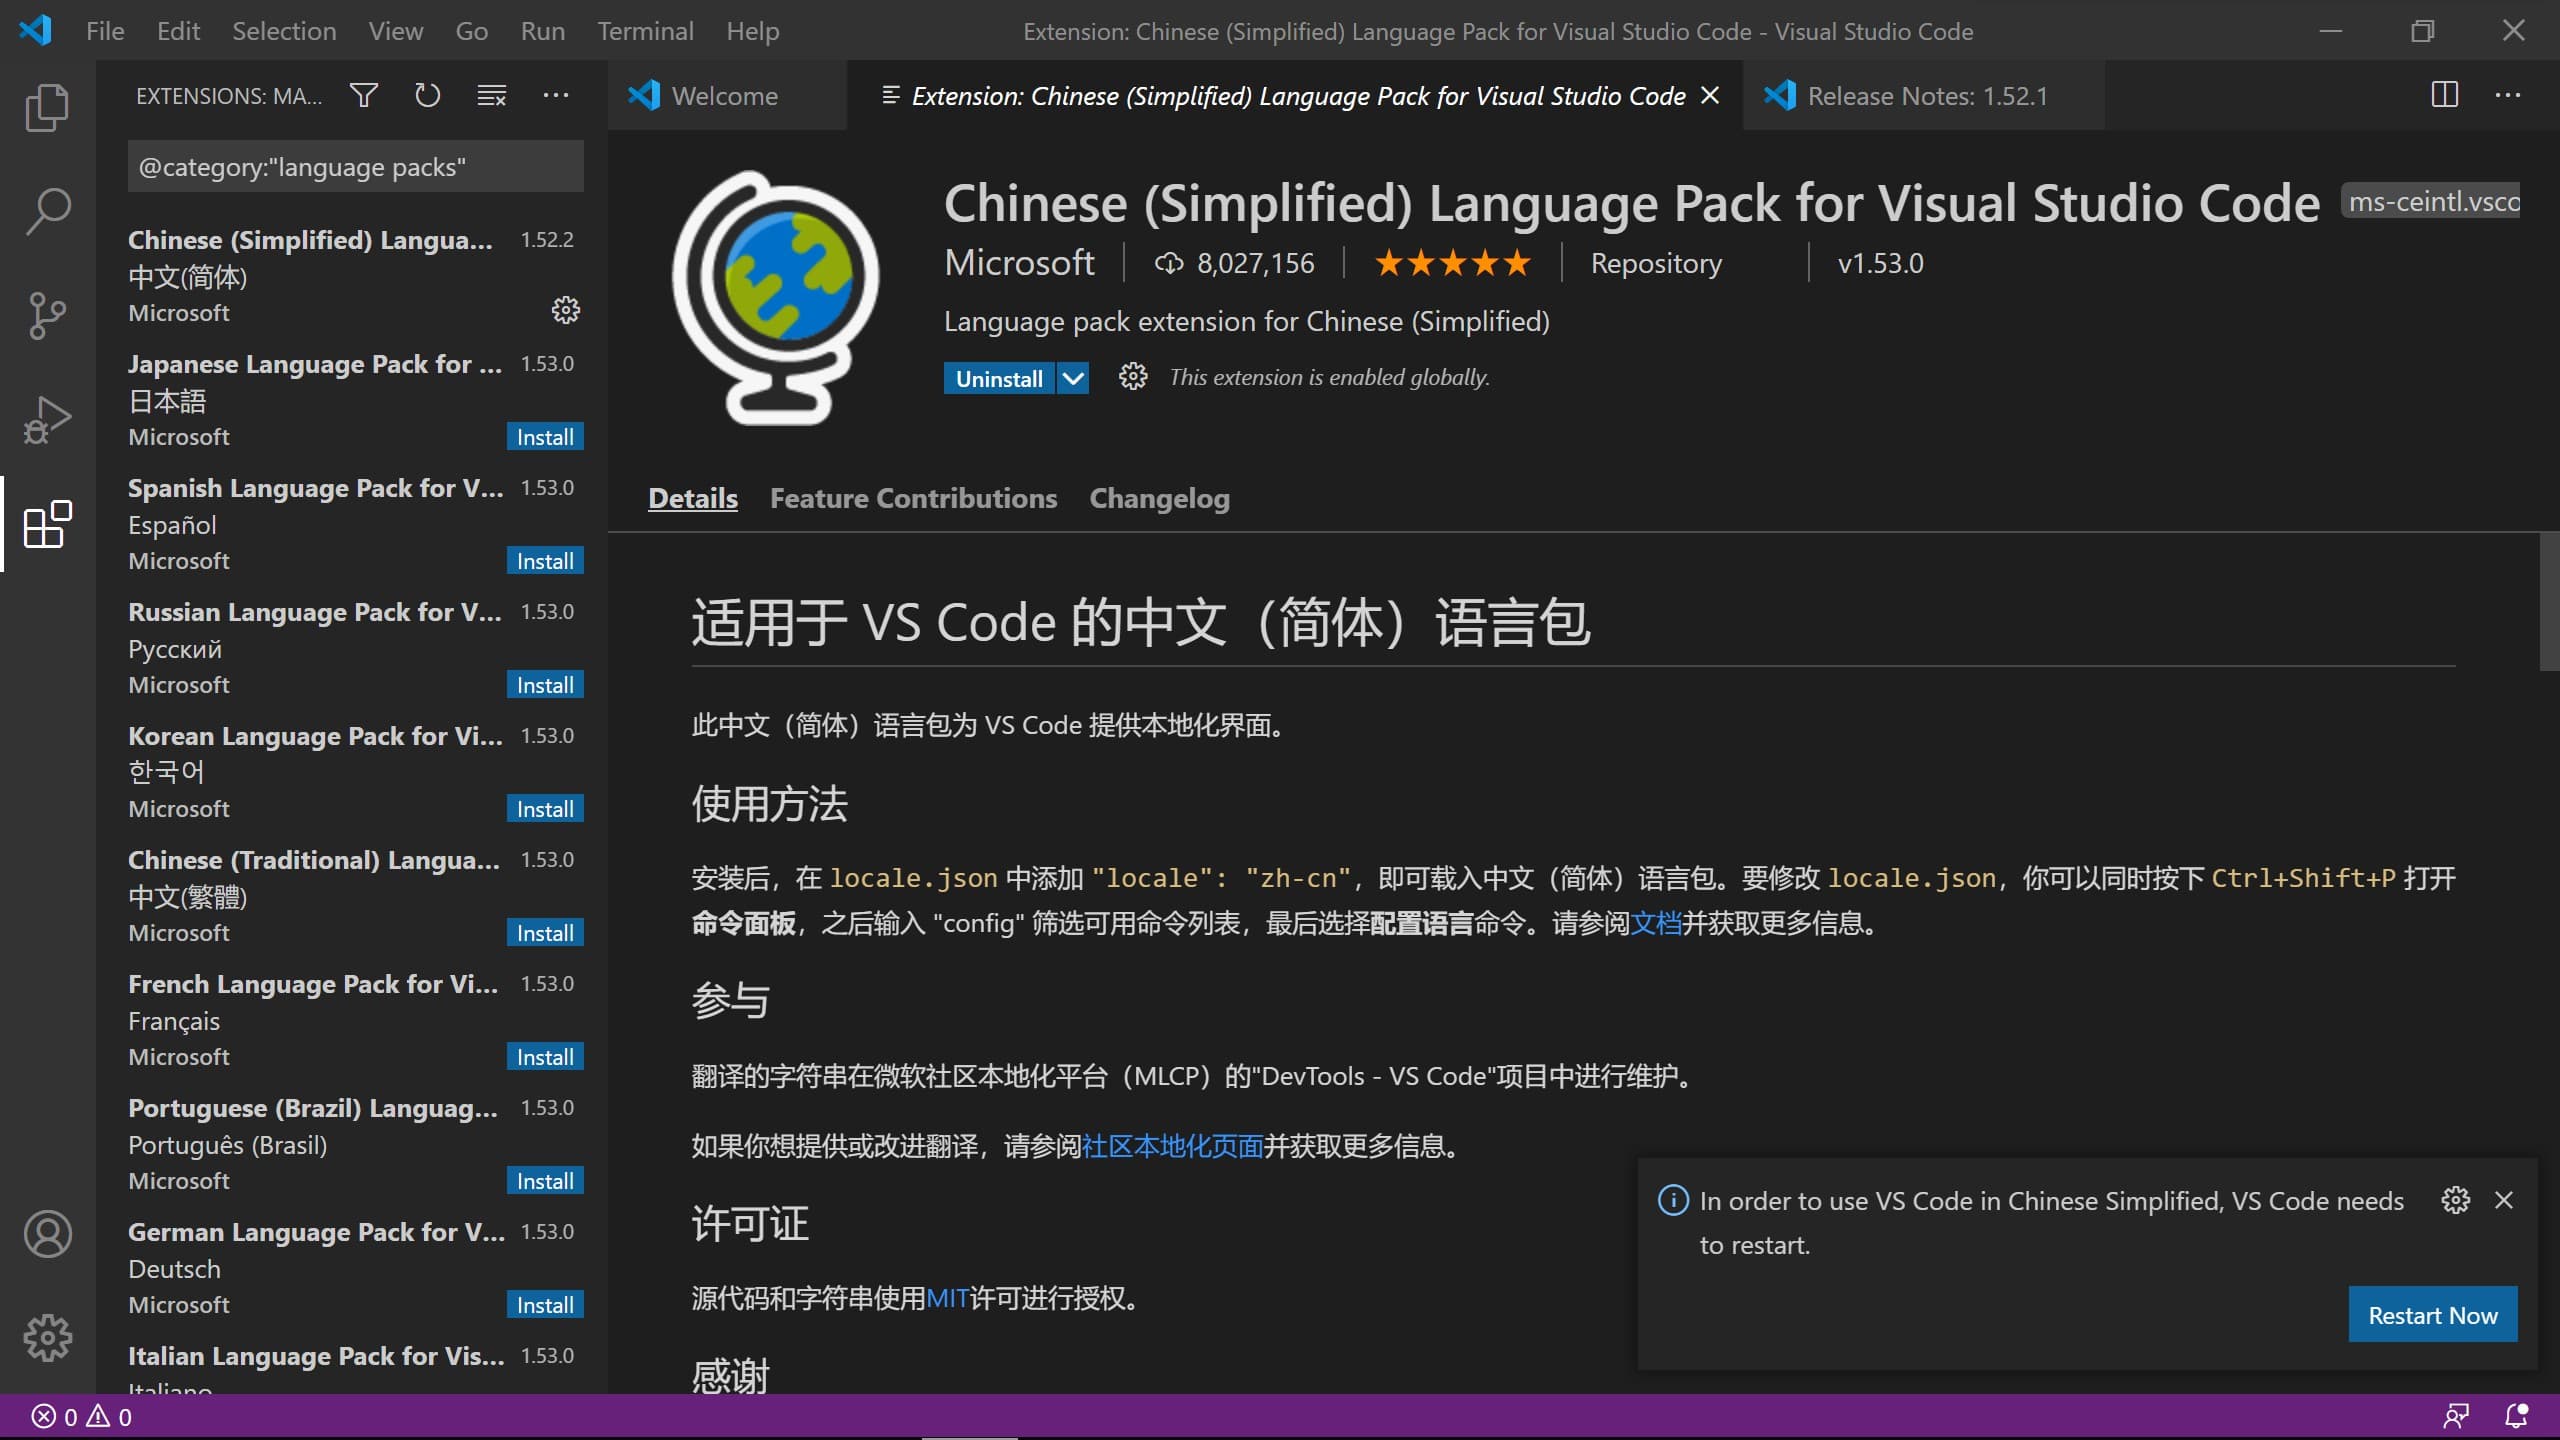 File Edit Selection View Go Run Terminal Help
Extension: Chinese (Simplified) Language Pack for Visual Studio Code - Visual Studio Code
EXTENSIONS: MA...
@category:"language packs"
Chinese (Simplified) Langua... 1.52.2
中文(简体)
Microsoft
Japanese Language Pack for ... 1.53.0
日本語
Microsoft Install
Spanish Language Pack for V... 1.53.0
Español
Microsoft Install
Russian Language Pack for V... 1.53.0
Русский
Microsoft Install
Korean Language Pack for Vi... 1.53.0
한국어
Microsoft Install
Chinese (Traditional) Langua... 1.53.0
中文(繁體)
Microsoft Install
French Language Pack for Vi... 1.53.0
Français
Microsoft Install
Portuguese (Brazil) Languag... 1.53.0
Português (Brasil)
Microsoft Install
German Language Pack for V... 1.53.0
Deutsch
Microsoft Install
Italian Language Pack for Vis... 1.53.0
Italiano
Welcome
Extension: Chinese (Simplified) Language Pack for Visual Studio Code
Release Notes: 1.52.1
Chinese (Simplified) Language Pack for Visual Studio Code ms-ceintl.vsco
Microsoft 8,027,156 Repository v1.53.0
Language pack extension for Chinese (Simplified)
Uninstall This extension is enabled globally.
Details Feature Contributions Changelog
适用于 VS Code 的中文（简体）语言包
此中文（简体）语言包为 VS Code 提供本地化界面。
使用方法
安装后，在 locale.json 中添加 "locale": "zh-cn"，即可载入中文（简体）语言包。要修改 locale.json，你可以同时按下 Ctrl+Shift+P 打开
命令面板，之后输入 "config" 筛选可用命令列表，最后选择配置语言命令。请参阅文档并获取更多信息。
参与
翻译的字符串在微软社区本地化平台（MLCP）的"DevTools - VS Code"项目中进行维护。
如果你想提供或改进翻译，请参阅社区本地化页面并获取更多信息。
许可证
源代码和字符串使用MIT许可进行授权。
感谢
In order to use VS Code in Chinese Simplified, VS Code needs
to restart.
Restart Now
0 0